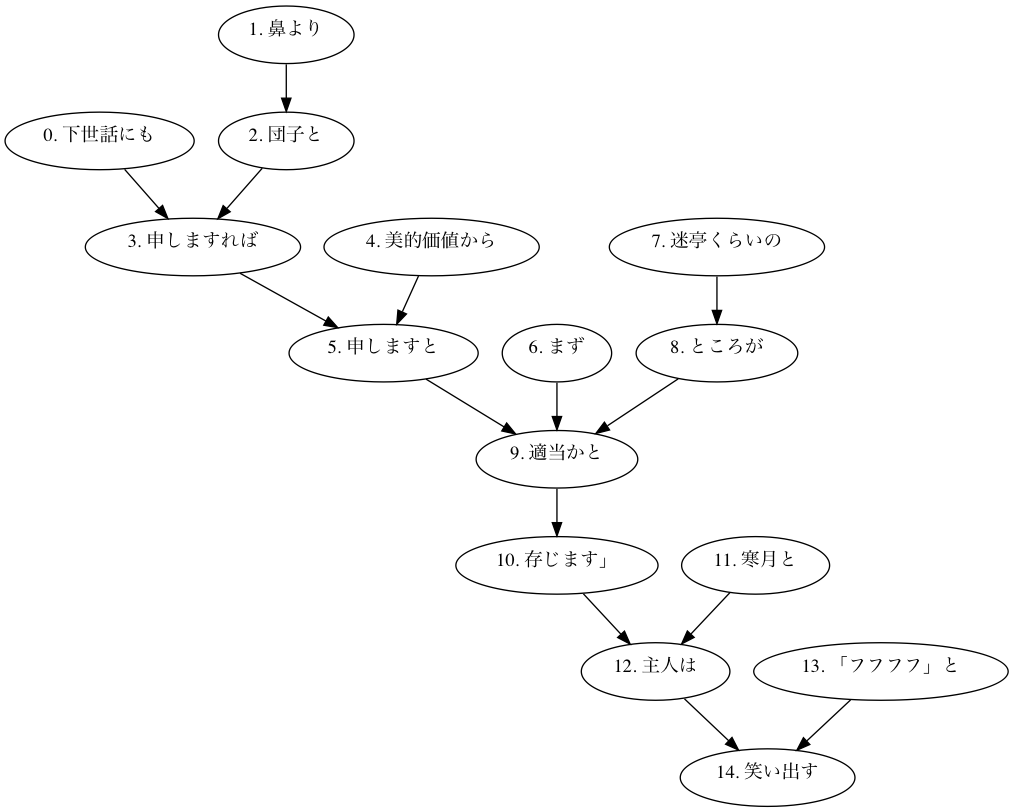 1. 鼻より
0. 下世話にも
2. 団子と
3. 申しますれば
4. 美的価値から
7. 迷亭くらいの
5. 申しますと
6. まず
8. ところが
9. 適当かと
10. 存じます」
11. 寒月と
12. 主人は
13. 「フフフフ」と
14. 笑い出す